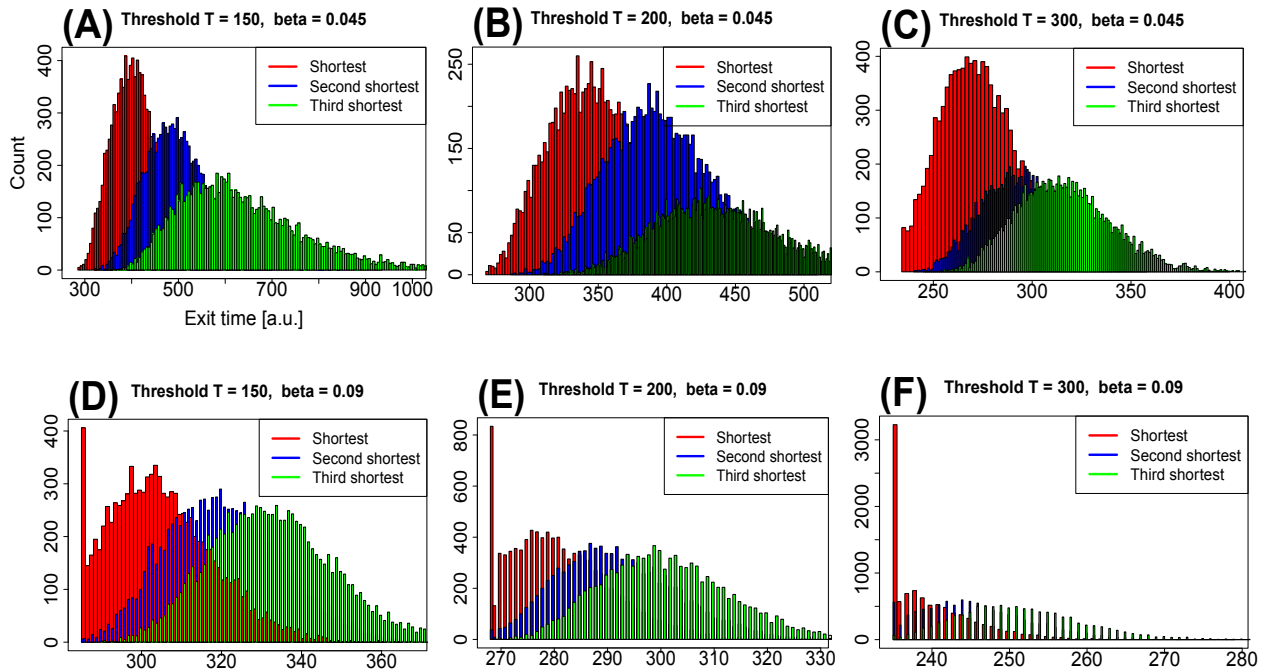 (A) Threshold T = 150, beta = 0.045
Count
400
300
200
100
0
Shortest
Second shortest
Third shortest
300 500 700 1000
Exit time [a.u.]
(B) Threshold T = 200, beta = 0.045
250
150
50
0
Shortest
Second shortest
Third shortest
300 350 400 450 500
(C) Threshold T = 300, beta = 0.045
400
300
200
100
0
Shortest
Second shortest
Third shortest
250 300 350 400
(D) Threshold T = 150, beta = 0.09
400
300
200
100
0
Shortest
Second shortest
Third shortest
300 320 340 360
(E) Threshold T = 200, beta = 0.09
800
600
400
200
0
Shortest
Second shortest
Third shortest
270 280 290 300 310 320 330
(F) Threshold T = 300, beta = 0.09
3000
2000
1000
500
0
Shortest
Second shortest
Third shortest
240 250 260 270 280